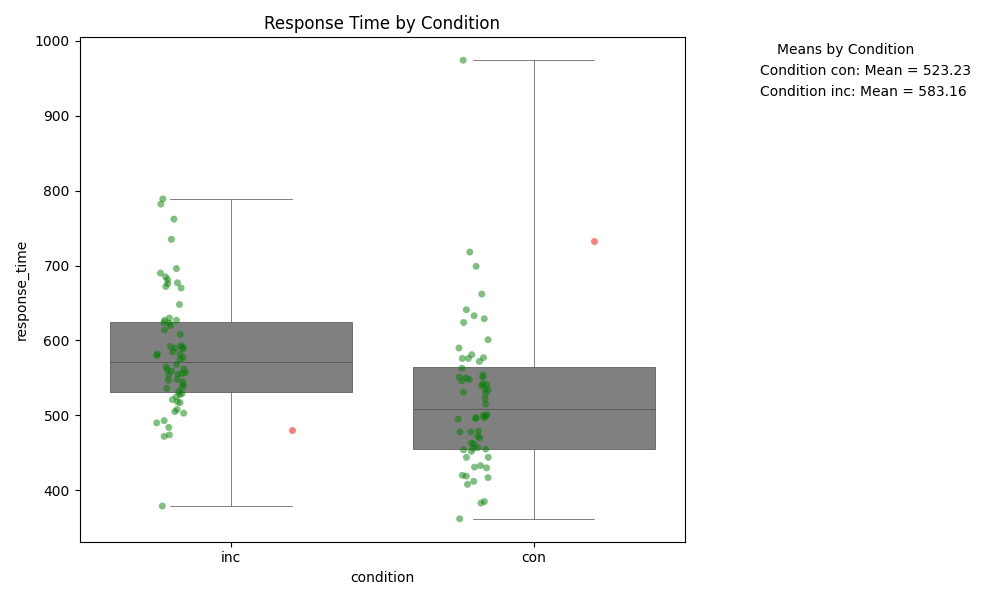 Response Time by Condition
Means by Condition
Condition con: Mean = 523.23
Condition inc: Mean = 583.16
response_time
1000
900
800
700
600
500
400
inc con
condition